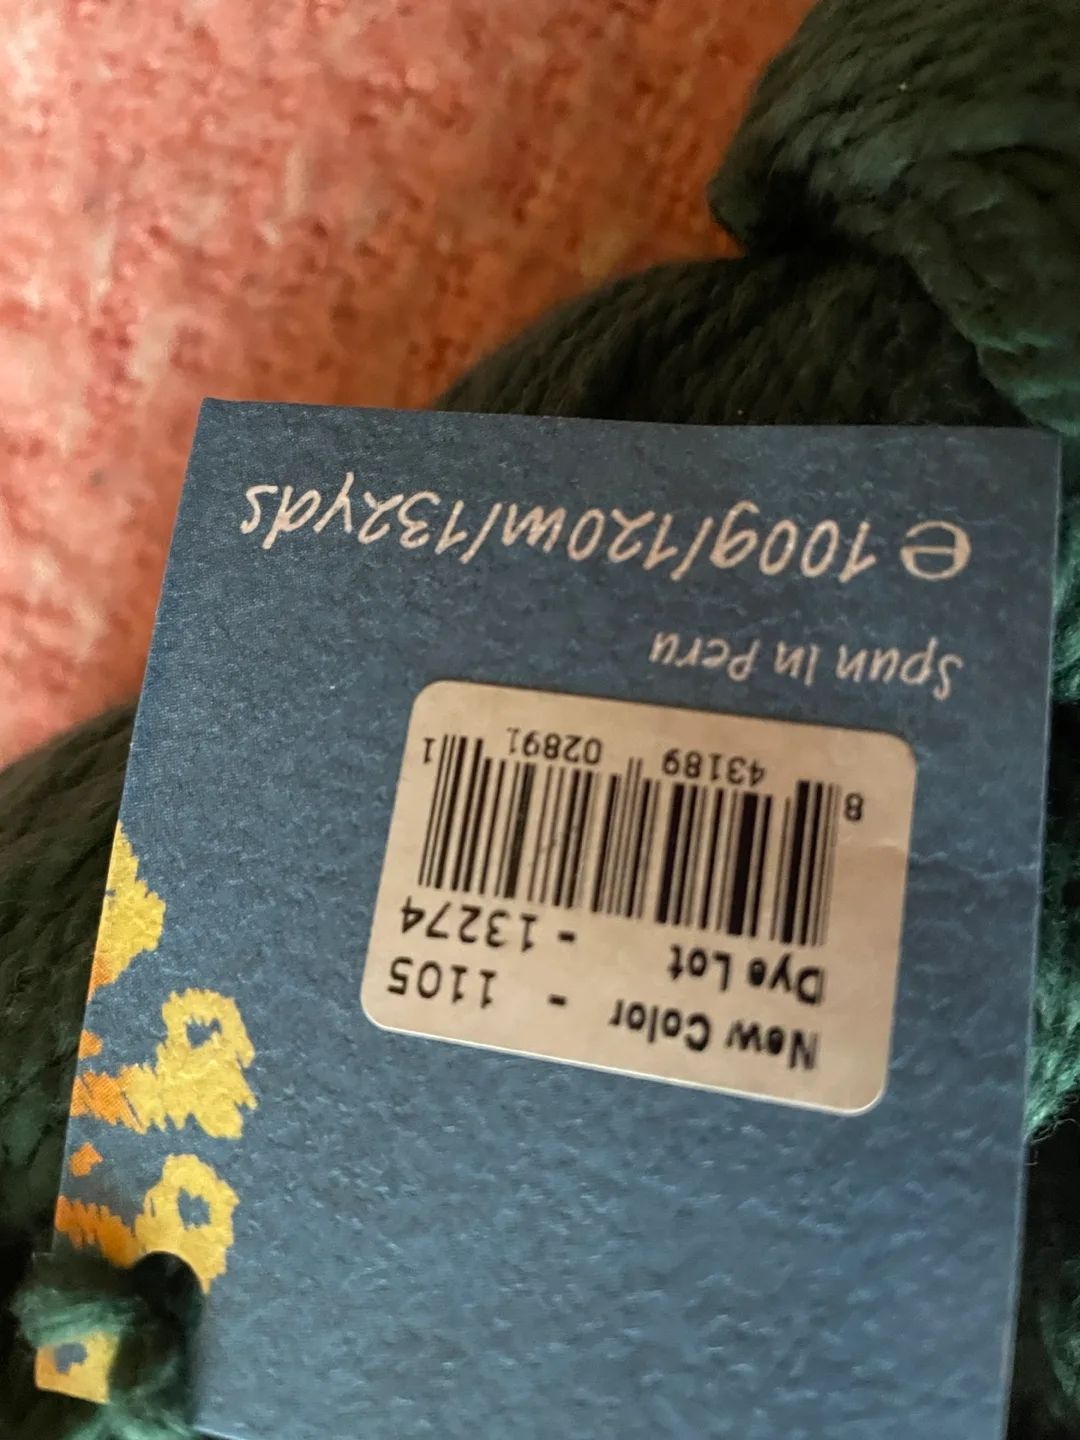 New Color - 1105
Dye Lot - 13274
8 43189 02891 1
Spun in Peru
℮ 100g/120m/132yds